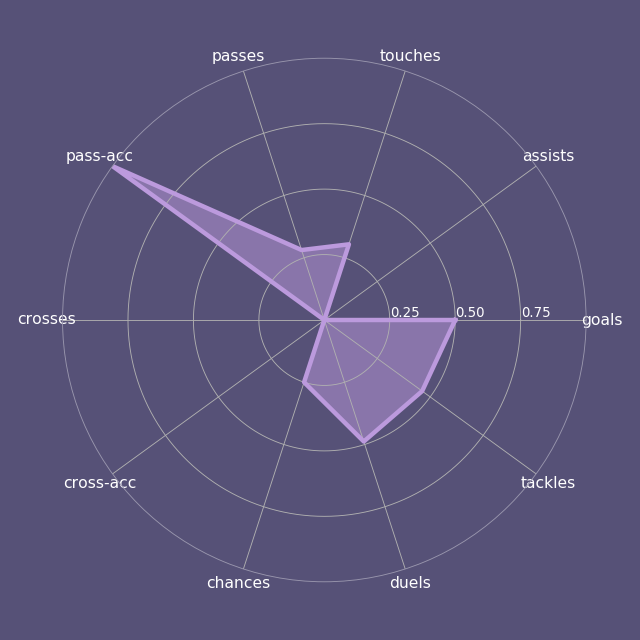 passes
touches
pass-acc
assists
crosses
0.25
0.50
0.75
goals
cross-acc
tackles
chances
duels